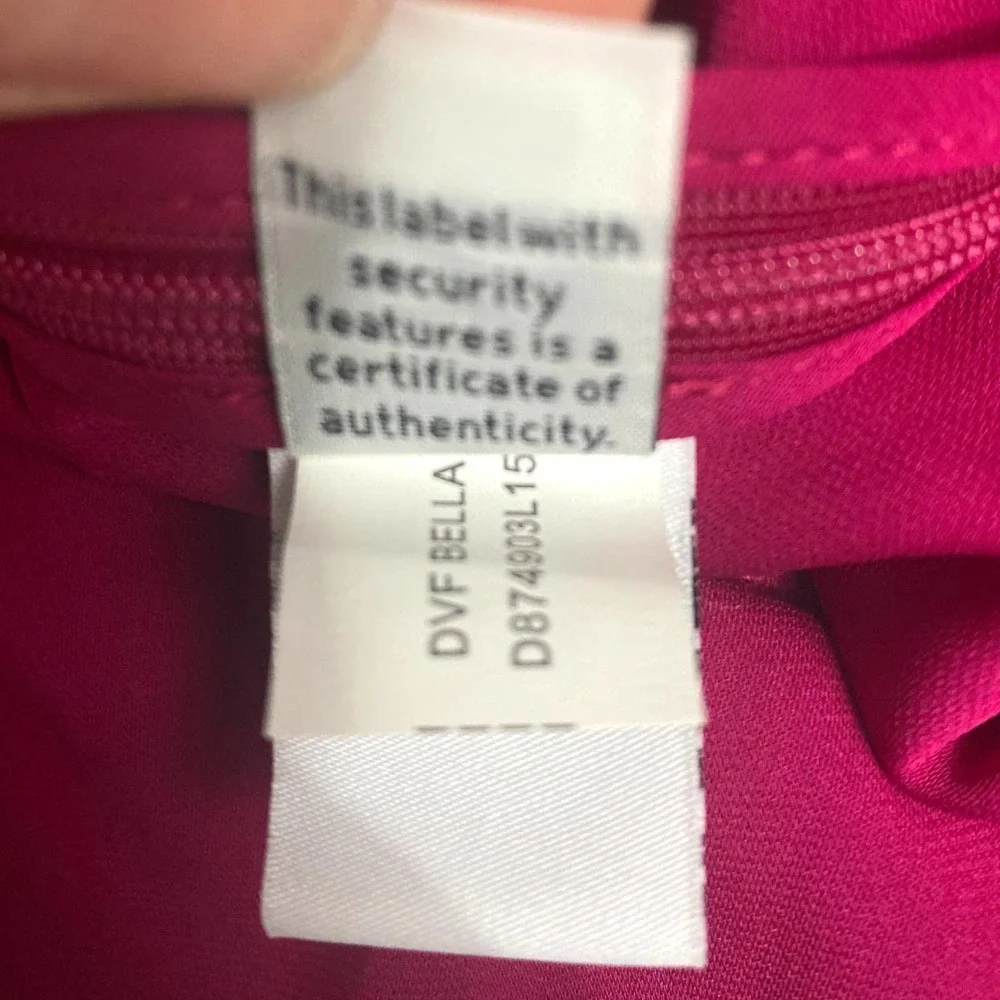 This label with
security
features is a
certificate of
authenticity.
DVF BELLA
D874903L15